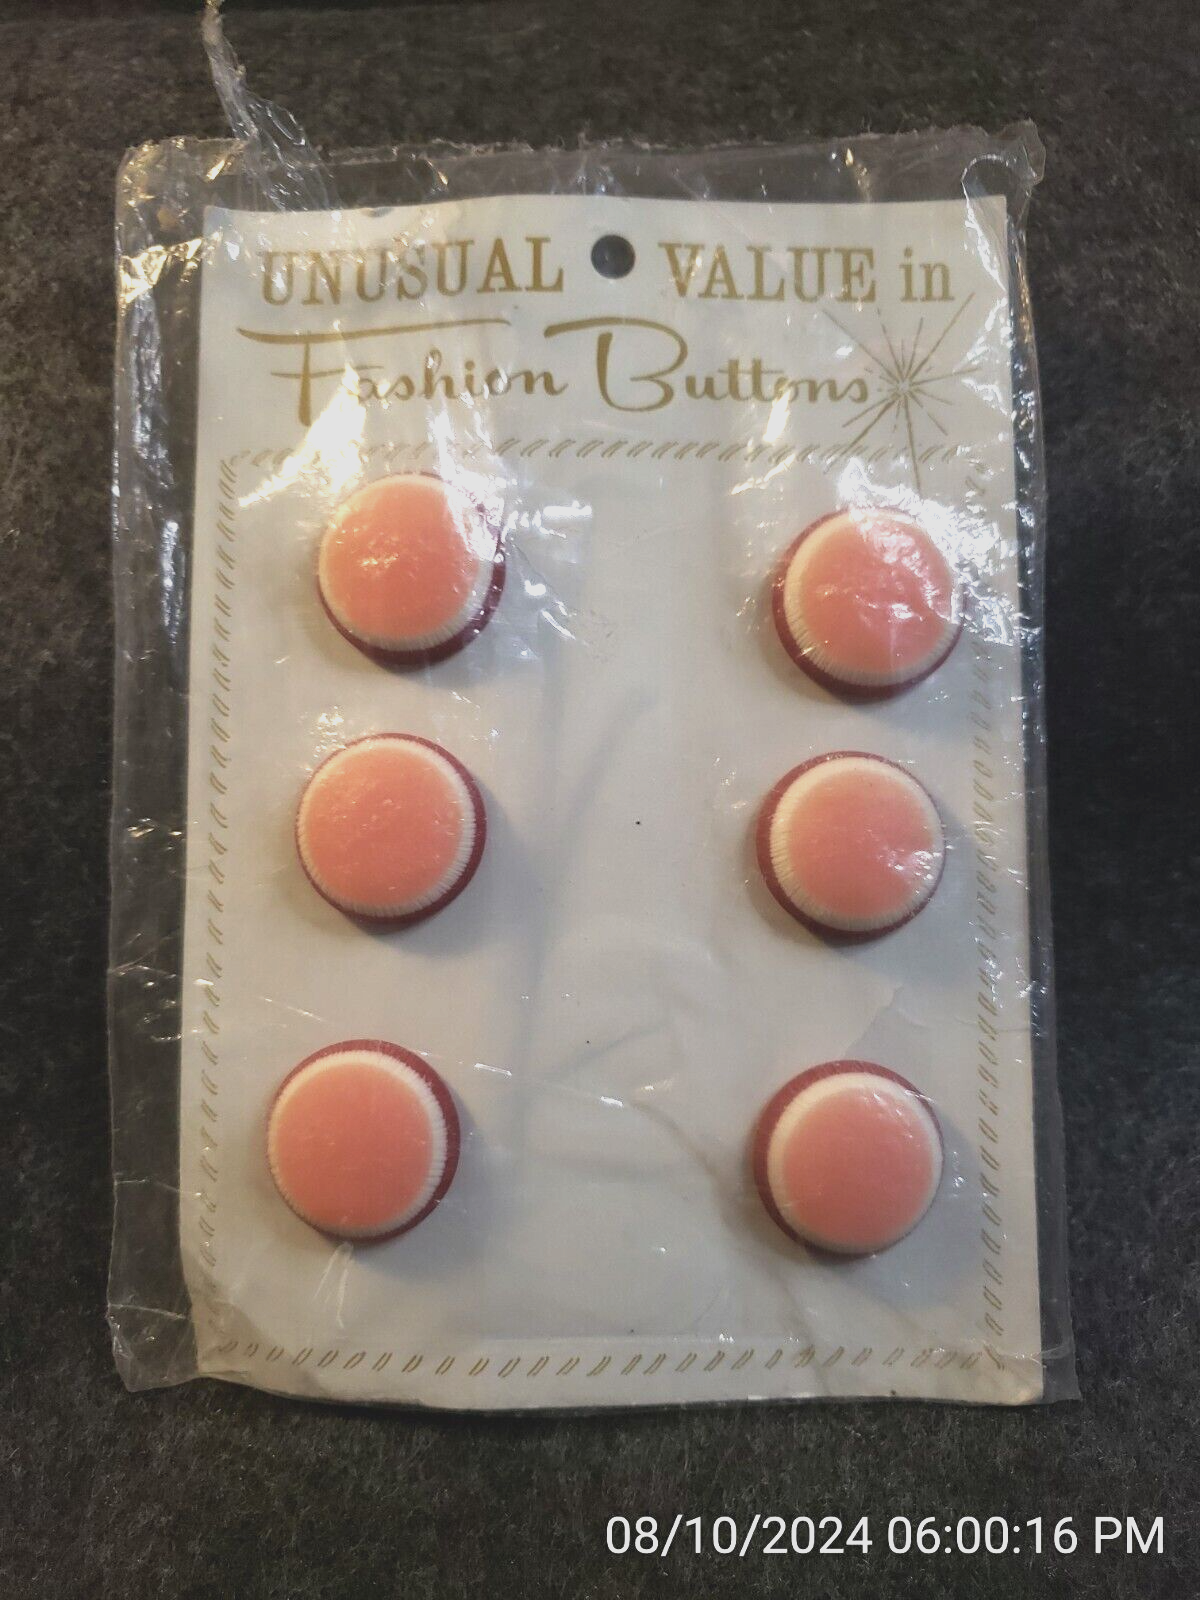 UNUSUAL VALUE in
Fashion Buttons
08/10/2024 06:00:16 PM